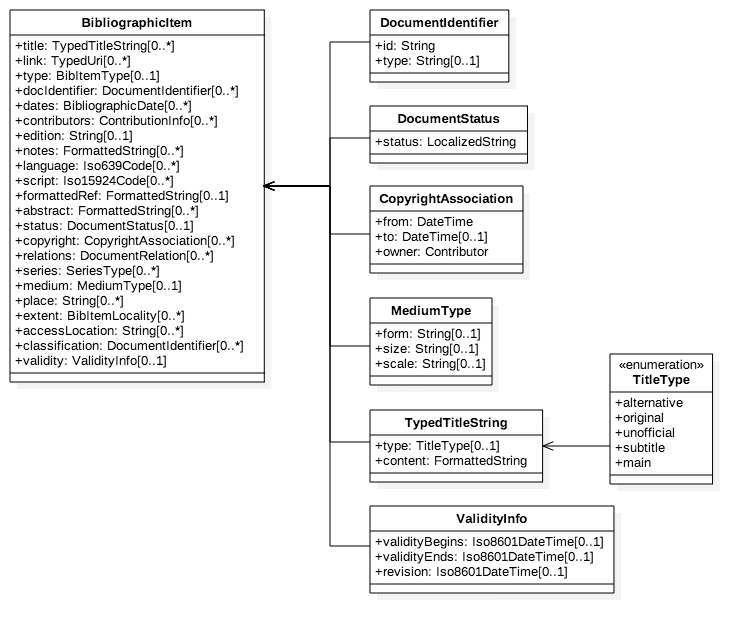 BibliographicItem
+title: TypedTitleString[0..*]
+link: TypedUri[0..*]
+type: BibItemType[0..1]
+docIdentifier: DocumentIdentifier[0..*]
+dates: BibliographicDate[0..*]
+contributors: ContributionInfo[0..*]
+edition: String[0..1]
+notes: FormattedString[0..*]
+language: Iso639Code[0..*]
+script: Iso15924Code[0..*]
+formattedRef: FormattedString[0..1]
+abstract: FormattedString[0..*]
+status: DocumentStatus[0..1]
+copyright: CopyrightAssociation[0..*]
+relations: DocumentRelation[0..*]
+series: SeriesType[0..*]
+medium: MediumType[0..1]
+place: String[0..*]
+extent: BibItemLocality[0..*]
+accessLocation: String[0..*]
+classification: DocumentIdentifier[0..*]
+validity: ValidityInfo[0..1]
DocumentIdentifier
+id: String
+type: String[0..1]
DocumentStatus
+status: LocalizedString
CopyrightAssociation
+from: DateTime
+to: DateTime[0..1]
+owner: Contributor
MediumType
+form: String[0..1]
+size: String[0..1]
+scale: String[0..1]
TypedTitleString
+type: TitleType[0..1]
+content: FormattedString
«enumeration»
TitleType
+alternative
+original
+unofficial
+subtitle
+main
ValidityInfo
+validityBegins: Iso8601DateTime[0..1]
+validityEnds: Iso8601DateTime[0..1]
+revision: Iso8601DateTime[0..1]